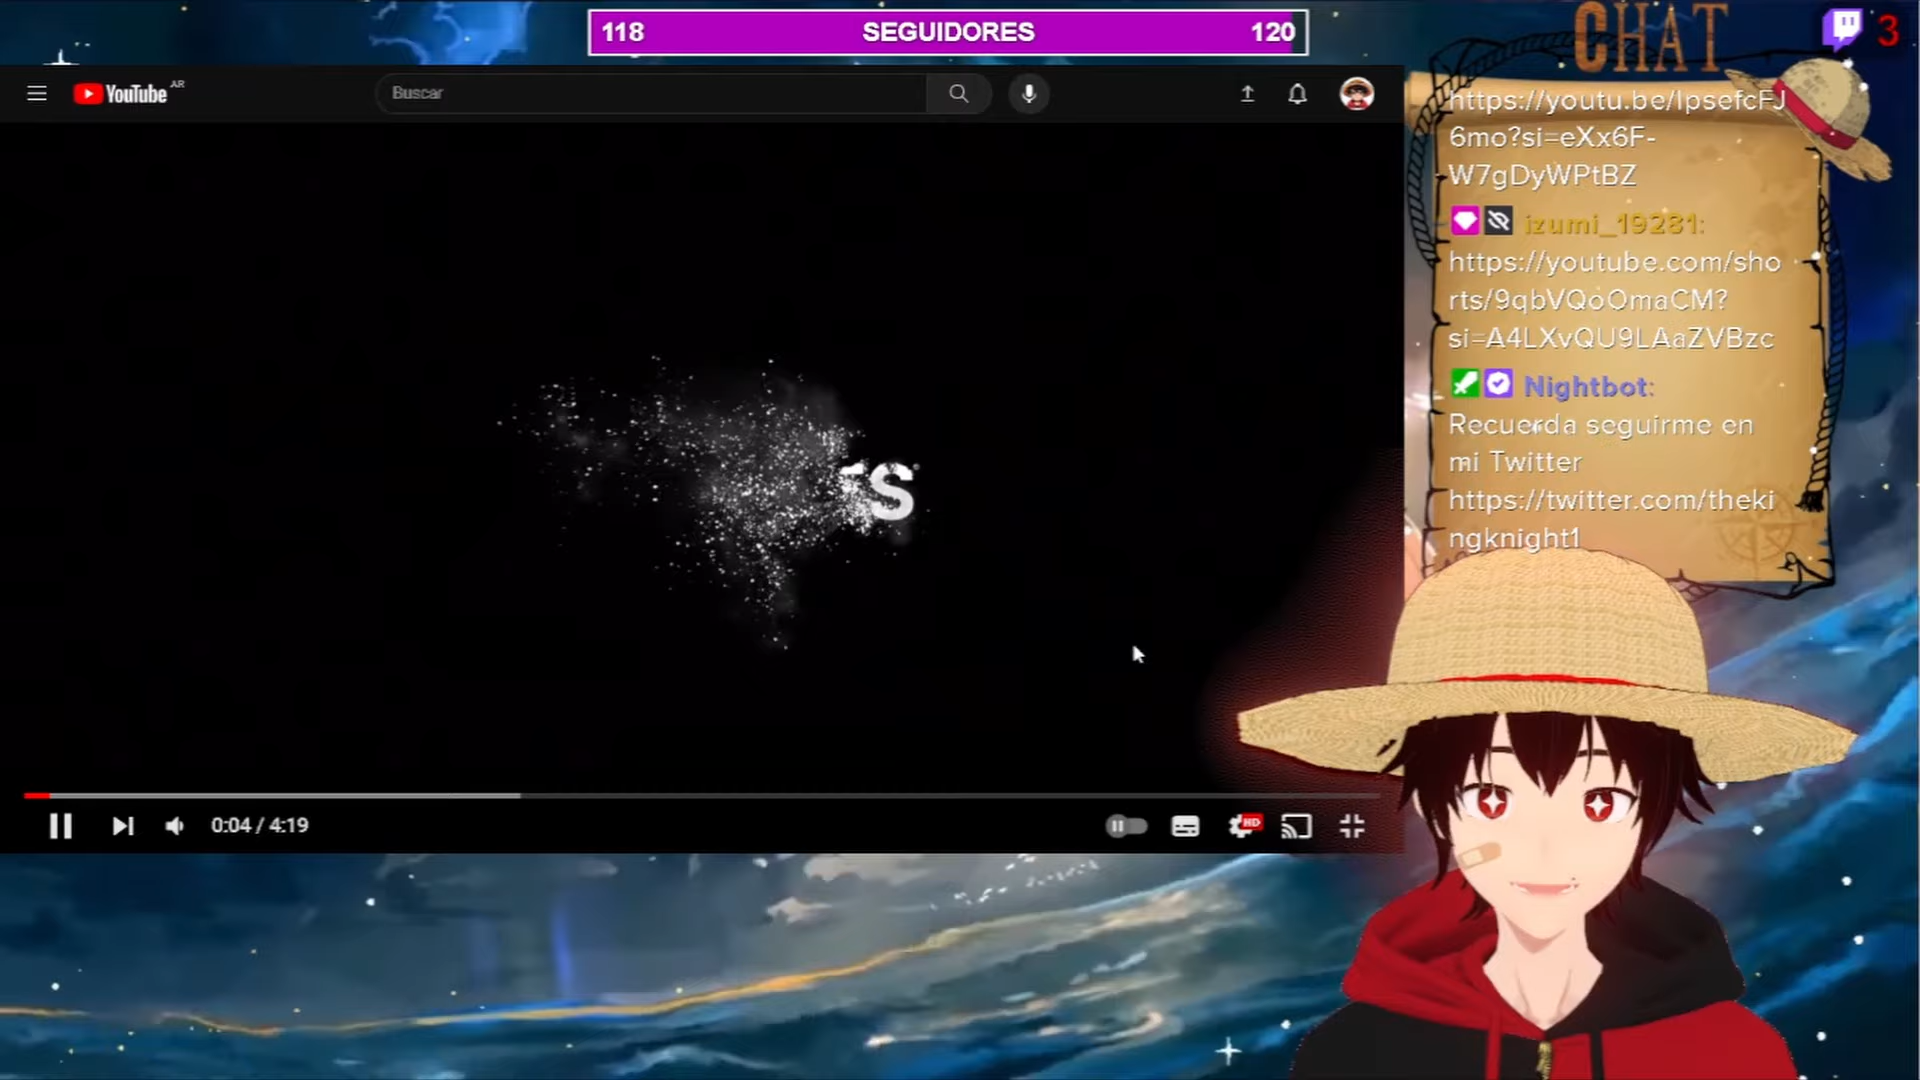 118 SEGUIDORES 120
CHAT
3
YouTube AR
Buscar
https://youtu.be/IpsefcFJ
6mo?si=eXx6F-
W7gDyWPtBZ
izumi_19281:
https://youtube.com/sho
rts/9qbVQoOmaCM?
si=A4LXvQU9LAaZVBzc
Nightbot:
Recuerda seguirme en
mi Twitter
https://twitter.com/theki
ngknight1
0:04 / 4:19
HD